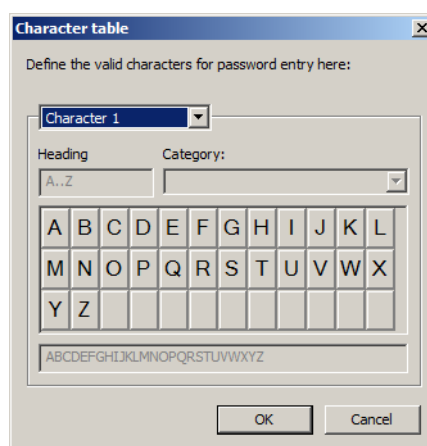 Character table
Define the valid characters for password entry here:
Character 1
Heading Category:
A..Z
A B C D E F G H I J K L
M N O P Q R S T U V W X
Y Z
ABCDEFGHIJKLMNOPQRSTUVWXYZ
OK Cancel